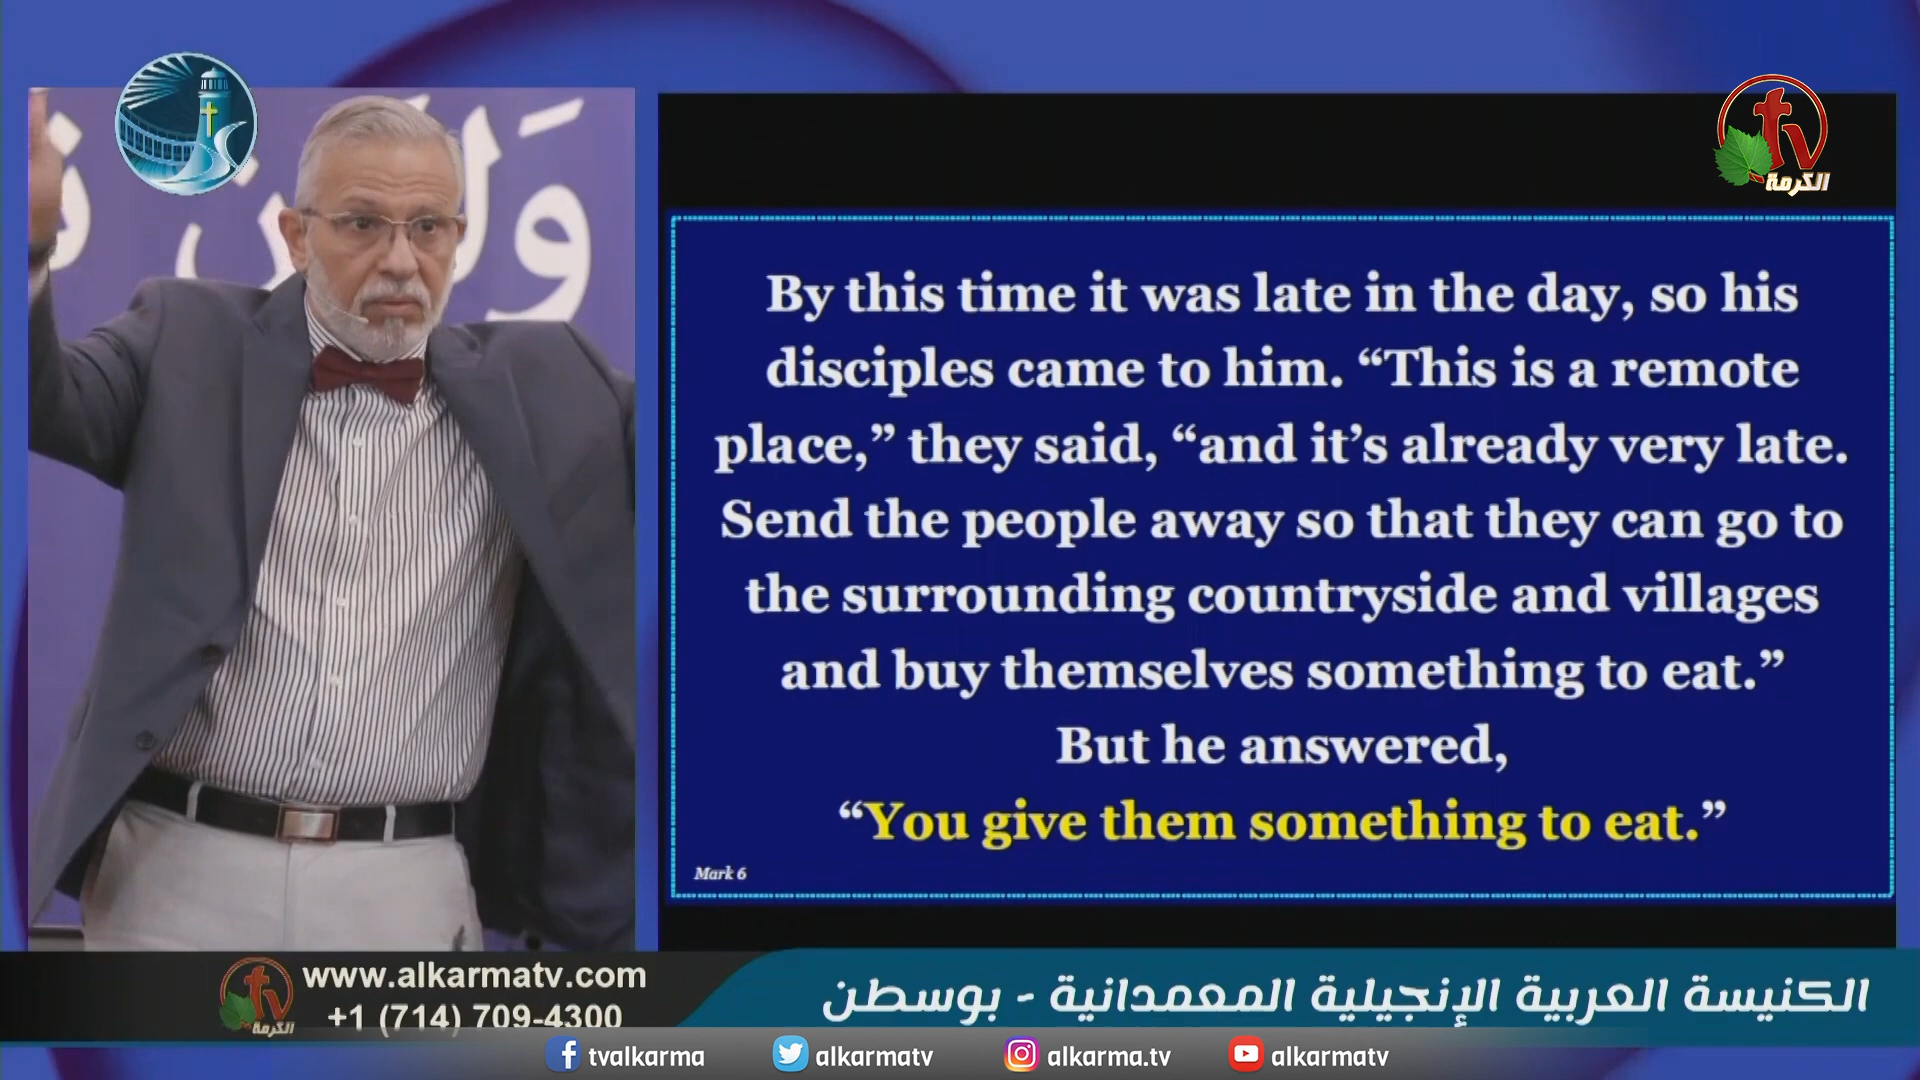 tv
الكرمة
By this time it was late in the day, so his
disciples came to him. “This is a remote
place,” they said, “and it’s already very late.
Send the people away so that they can go to
the surrounding countryside and villages
and buy themselves something to eat.”
But he answered,
“You give them something to eat.”
Mark 6
tv
الكرمة
www.alkarmatv.com
+1 (714) 709-4300
الكنيسة العربية الإنجيلية المعمدانية - بوسطن
tvalkarma
alkarmatv
alkarma.tv
alkarmatv